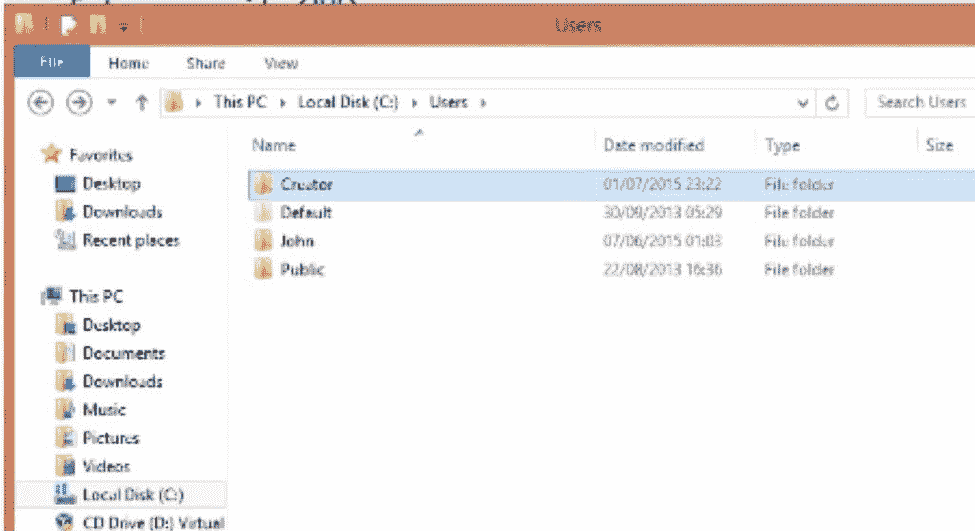 Users
File Home Share View
This PC Local Disk (C:) Users Search Users
Name Date modified Type Size
Creator 01/07/2015 23:22 File folder
Default 30/09/2013 05:29 File folder
John 07/06/2015 01:03 File folder
Public 22/08/2013 16:36 File folder
Favorites
Desktop
Downloads
Recent places
This PC
Desktop
Documents
Downloads
Music
Pictures
Videos
Local Disk (C:)
CD Drive (D:) Virtual